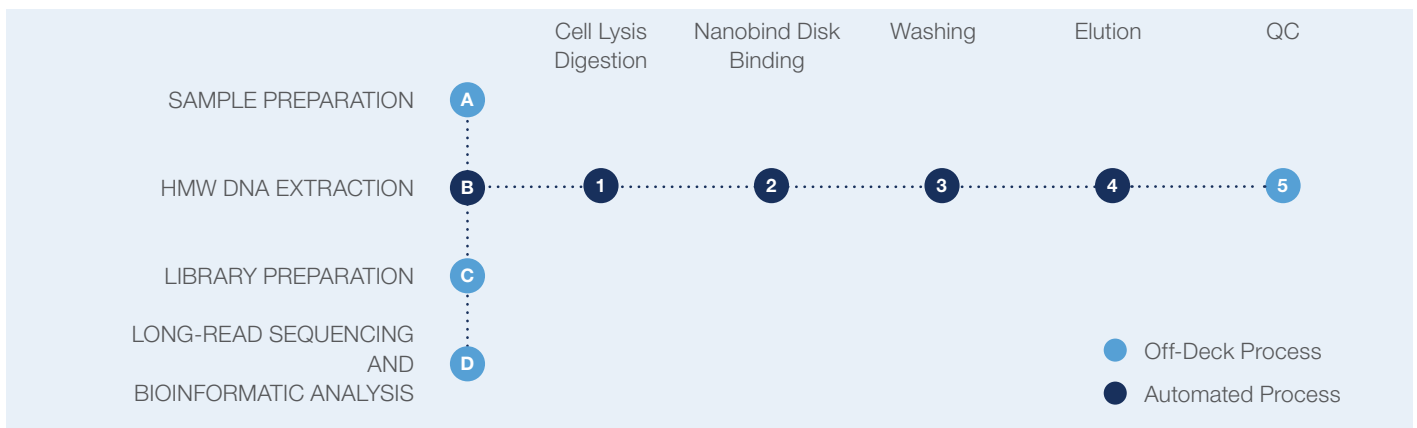 Cell Lysis
Digestion
Nanobind Disk
Binding
Washing
Elution
QC
SAMPLE PREPARATION
A
HMW DNA EXTRACTION
B
1
2
3
4
5
LIBRARY PREPARATION
C
LONG-READ SEQUENCING
AND
BIOINFORMATIC ANALYSIS
D
Off-Deck Process
Automated Process